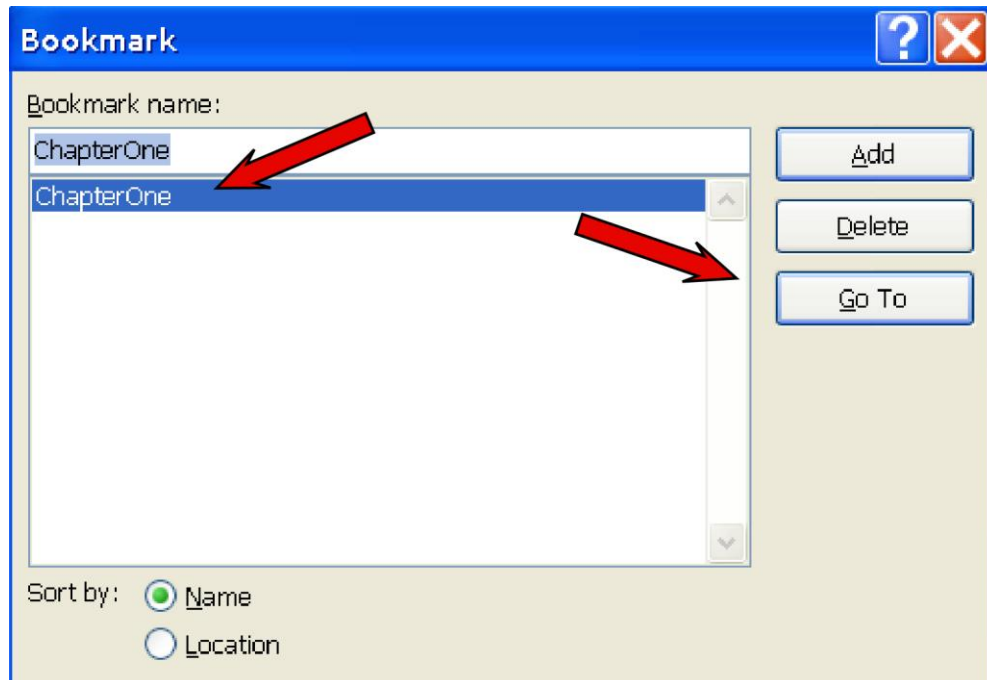 Bookmark
Bookmark name:
ChapterOne
ChapterOne
Add
Delete
Go To
Sort by:
Name
Location